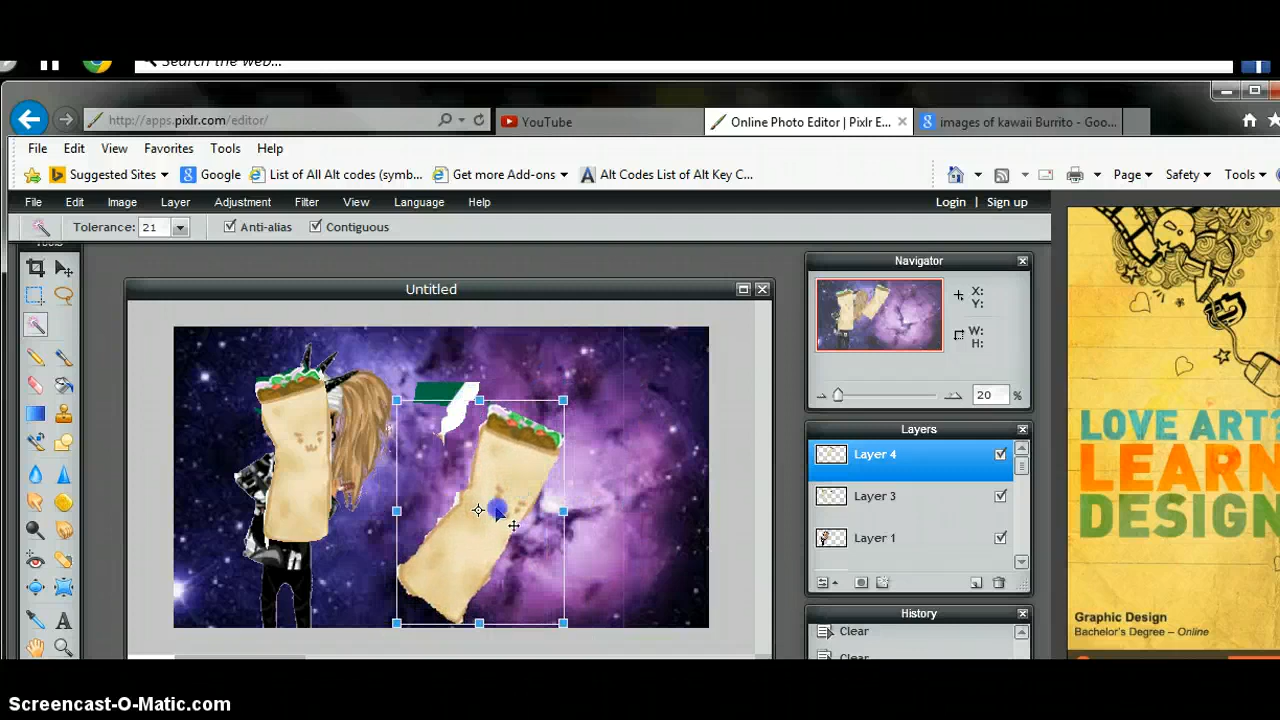 Search the web...
http://apps.pixlr.com/editor/
YouTube
Online Photo Editor | Pixlr E...
images of kawaii Burrito - Goo...
File Edit View Favorites Tools Help
Suggested Sites
Google
List of All Alt codes (symb...
Get more Add-ons
Alt Codes List of Alt Key C...
Page Safety Tools
File Edit Image Layer Adjustment Filter View Language Help
Login | Sign up
Tolerance: 21 Anti-alias Contiguous
Tools
Untitled
Navigator
X:
Y:
W:
H:
20 %
Layers
Layer 4
Layer 3
Layer 1
History
Clear
Clear
LOVE ART?
LEARN
DESIGN
Graphic Design
Bachelor's Degree – Online
Screencast-O-Matic.com